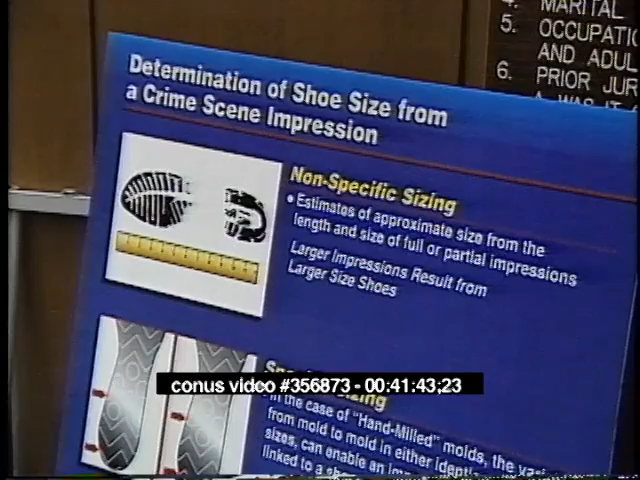 4. MARITAL
5. OCCUPATIO
AND ADUL
6. PRIOR JUR
Determination of Shoe Size from
a Crime Scene Impression
Non-Specific Sizing
• Estimates of approximate size from the
length and size of full or partial impressions
Larger Impressions Result from
Larger Size Shoes
conus video #356873 - 00:41:43;23
In the case of "Hand-Milled" molds, the
from mold to mold in either
sizes, can enable an
linked to a